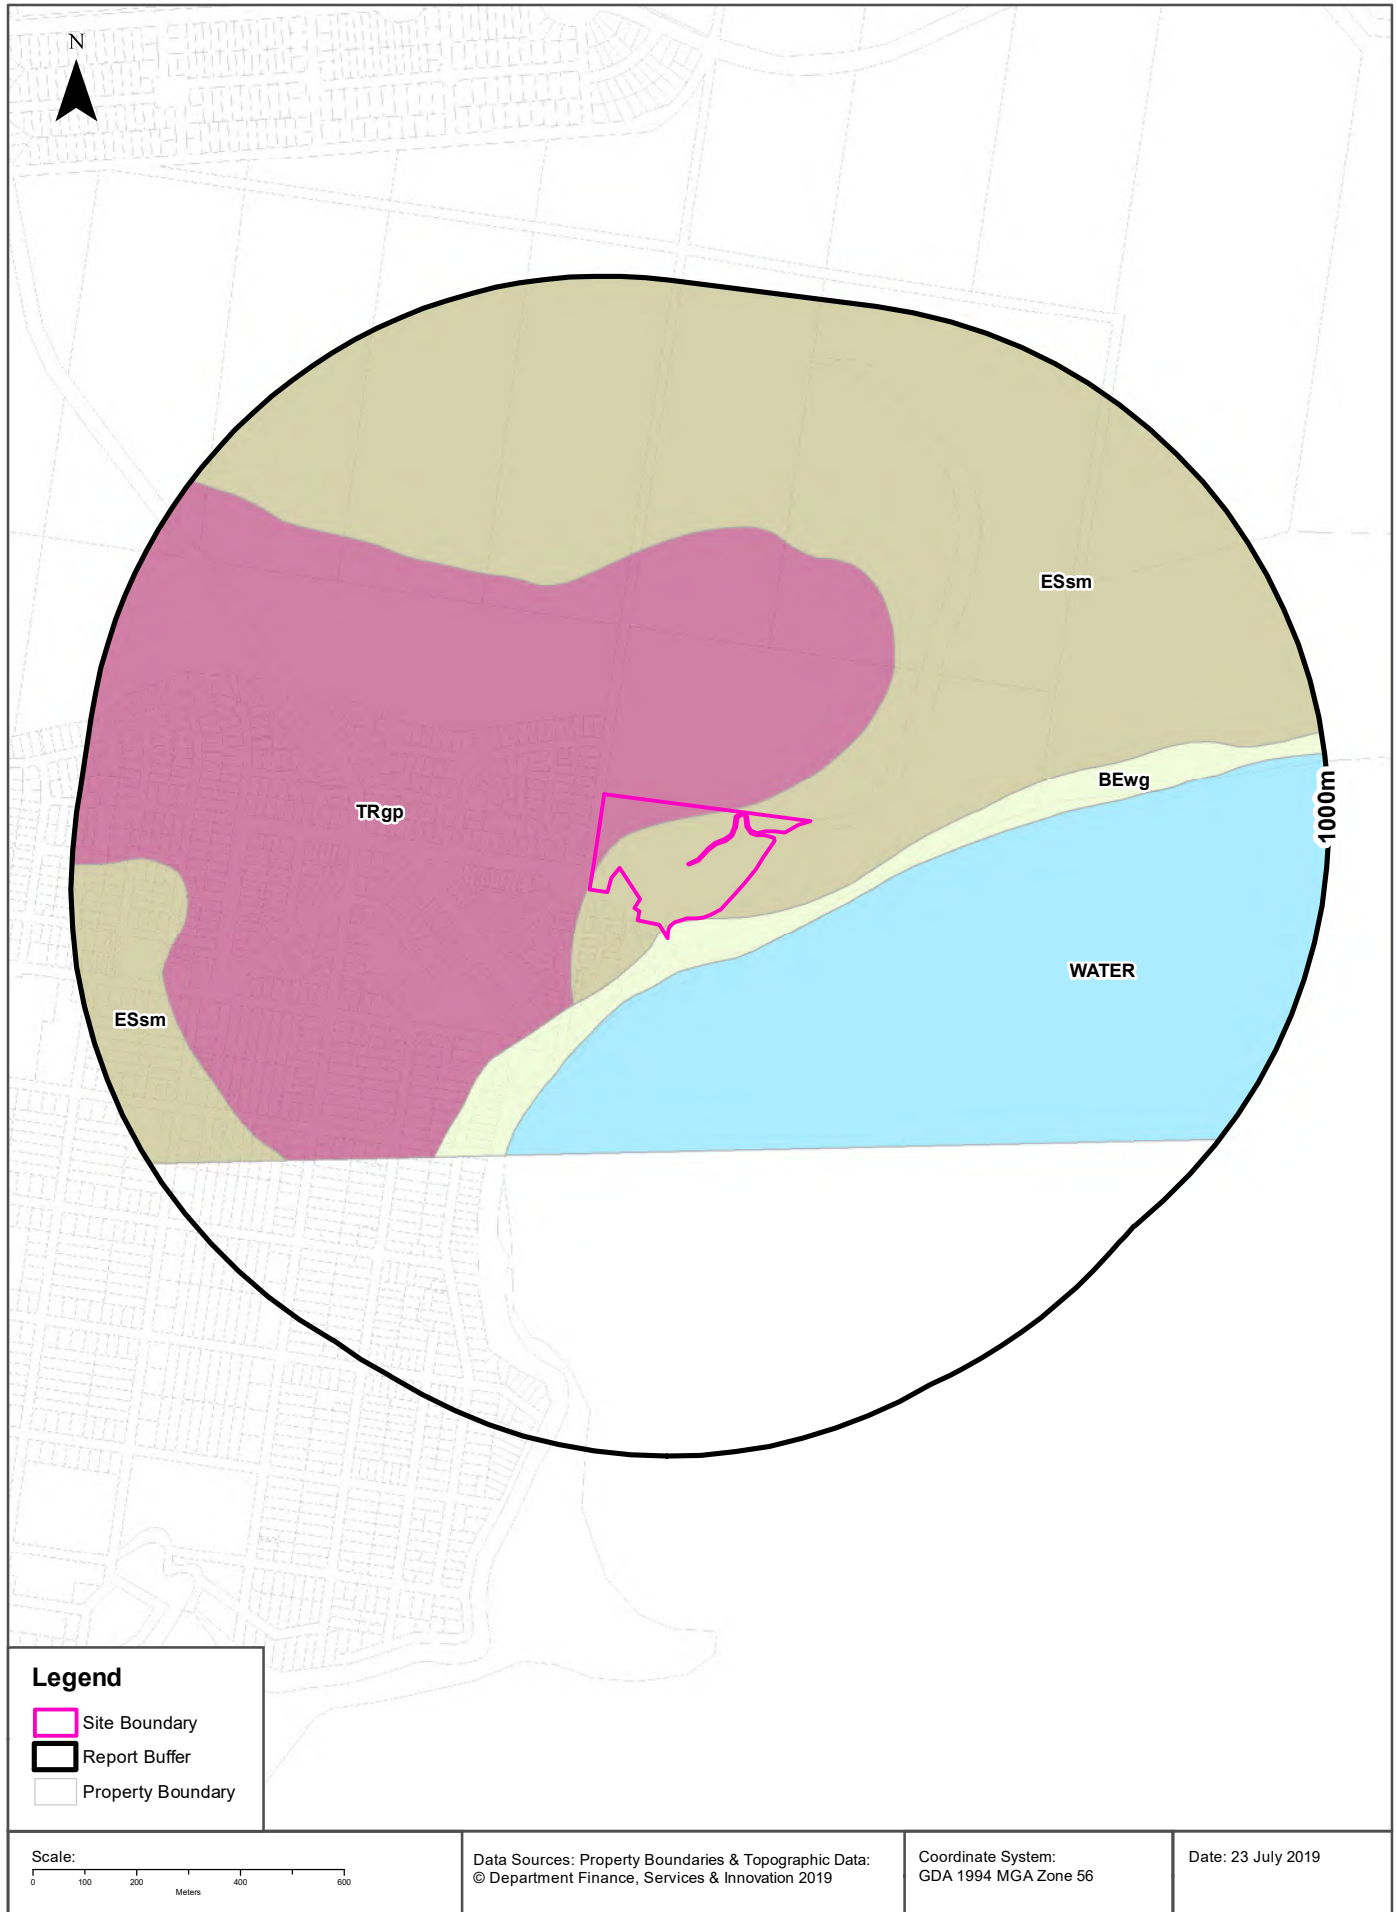 N
ESsm
BEwg
1000m
TRgp
WATER
ESsm
Legend
Site Boundary
Report Buffer
Property Boundary
Scale:
0 100 200 400 600
Meters
Data Sources: Property Boundaries & Topographic Data:
© Department Finance, Services & Innovation 2019
Coordinate System:
GDA 1994 MGA Zone 56
Date: 23 July 2019